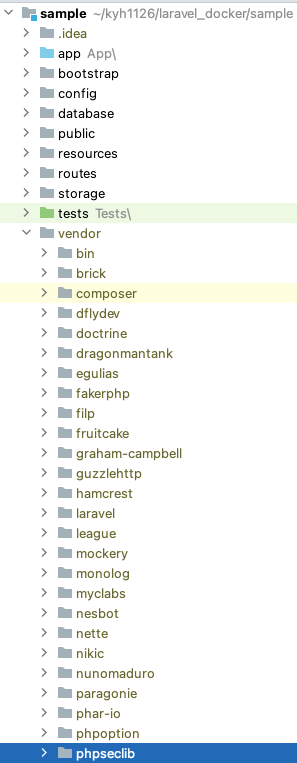 sample ~/kyh1126/laravel_docker/sample
.idea
app App\
bootstrap
config
database
public
resources
routes
storage
tests Tests\
vendor
bin
brick
composer
dflydev
doctrine
dragonmantank
egulias
fakerphp
filp
fruitcake
graham-campbell
guzzlehttp
hamcrest
laravel
league
mockery
monolog
myclabs
nesbot
nette
nikic
nunomaduro
paragonie
phar-io
phpoption
phpseclib